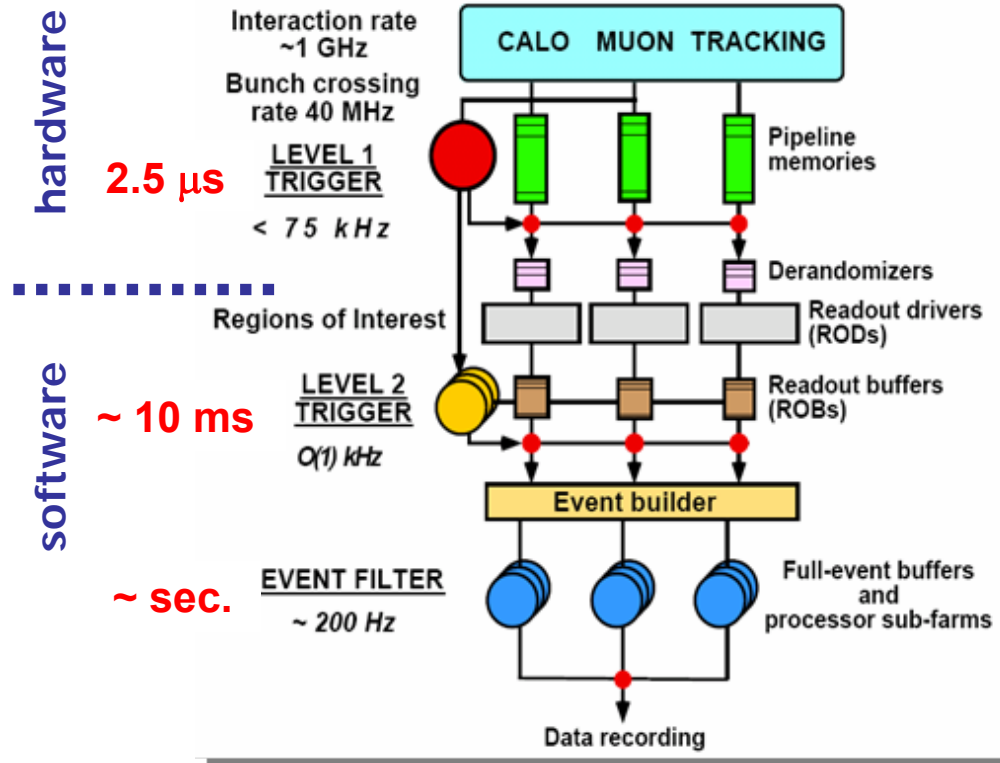 hardware
Interaction rate
~1 GHz
CALO MUON TRACKING
Bunch crossing
rate 40 MHz
Pipeline
memories
LEVEL 1
TRIGGER
2.5 μs
< 75 kHz
Derandomizers
Regions of Interest
Readout drivers
(RODs)
software
LEVEL 2
TRIGGER
~ 10 ms
Readout buffers
(ROBs)
O(1) kHz
Event builder
EVENT FILTER
~ sec.
~ 200 Hz
Full-event buffers
and
processor sub-farms
Data recording